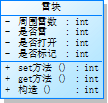 雷块
- 周围雷数 : int
- 是否雷 : int
- 是否打开 : int
- 是否标记 : int
+ set方法 () : int
+ get方法 () : int
+ 构造 () : int